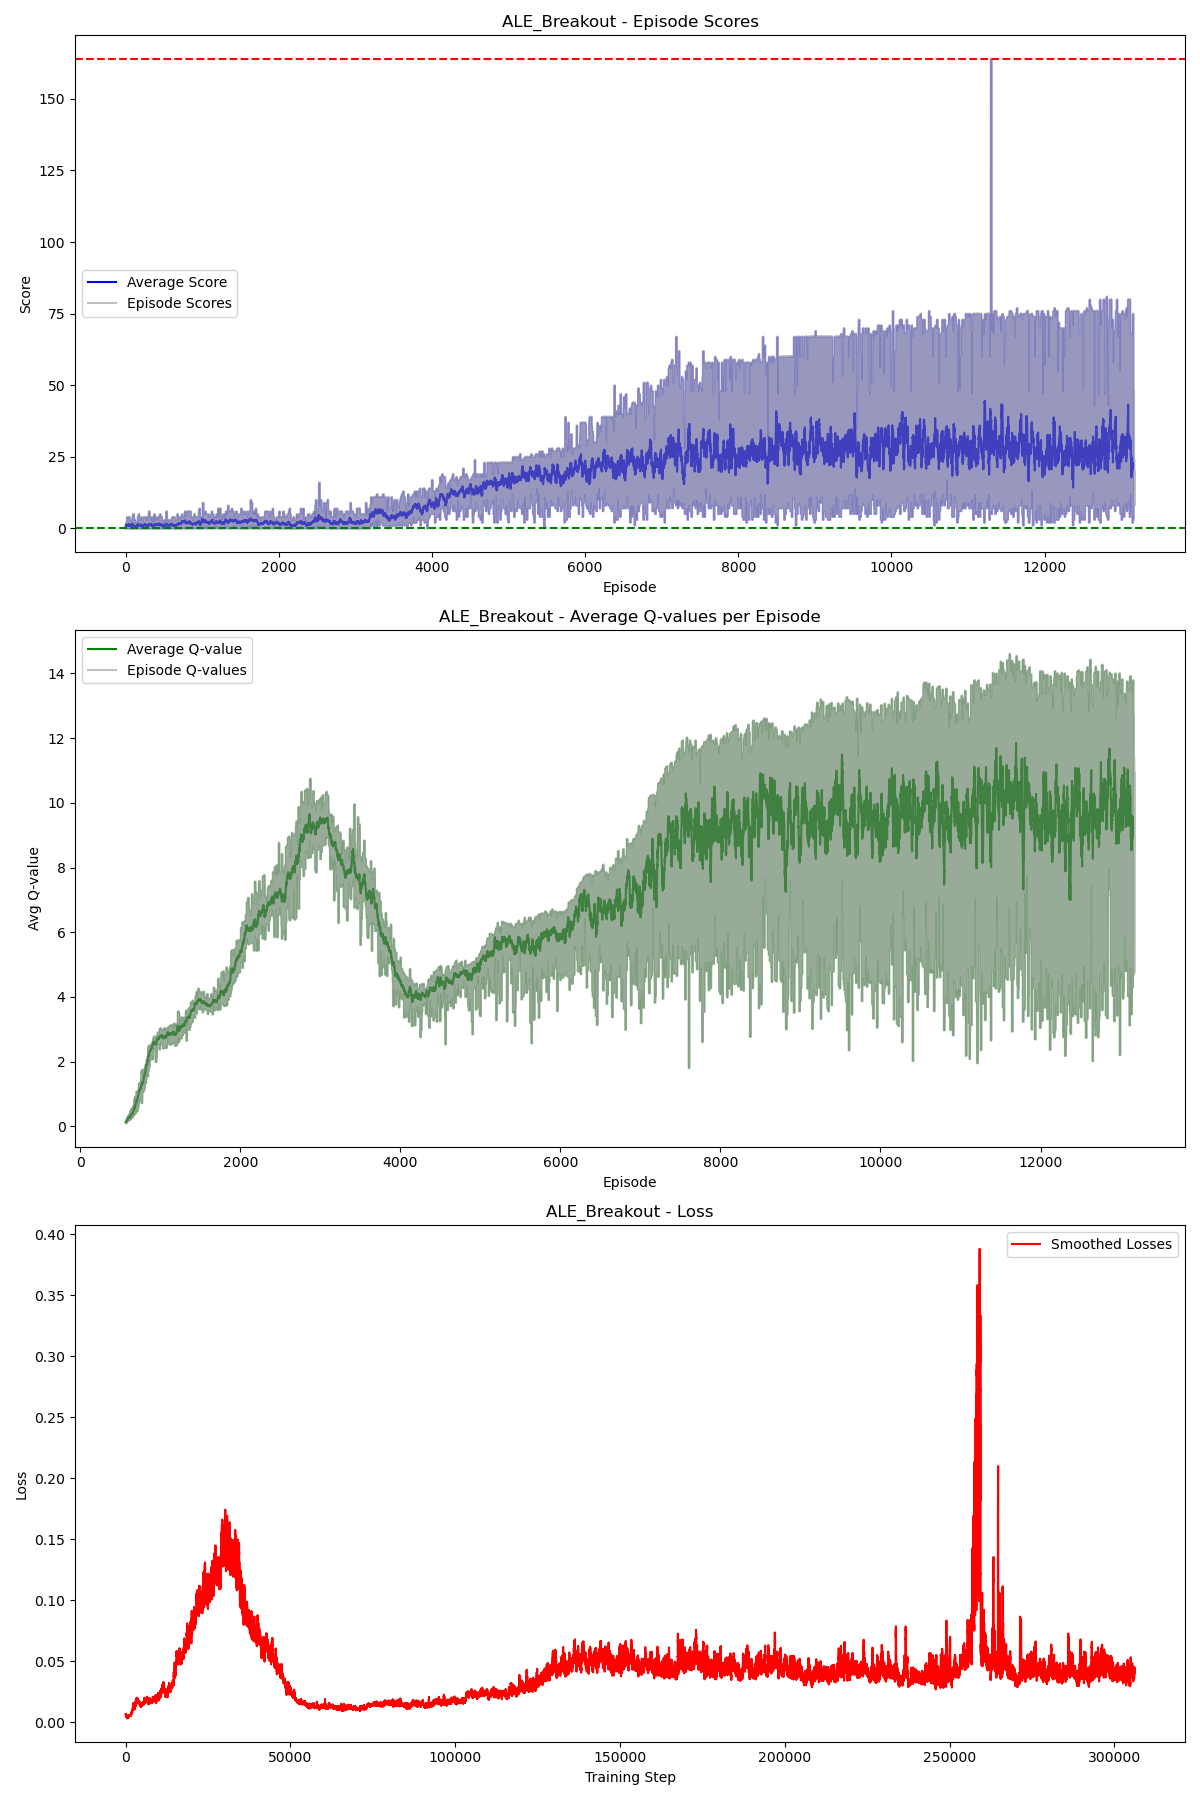 ALE_Breakout - Episode Scores
Score
150
125
100
75
50
25
0
Average Score
Episode Scores
0 2000 4000 6000 8000 10000 12000
Episode
ALE_Breakout - Average Q-values per Episode
Avg Q-value
14
12
10
8
6
4
2
0
Average Q-value
Episode Q-values
0 2000 4000 6000 8000 10000 12000
Episode
ALE_Breakout - Loss
Loss
0.40
0.35
0.30
0.25
0.20
0.15
0.10
0.05
0.00
Smoothed Losses
0 50000 100000 150000 200000 250000 300000
Training Step